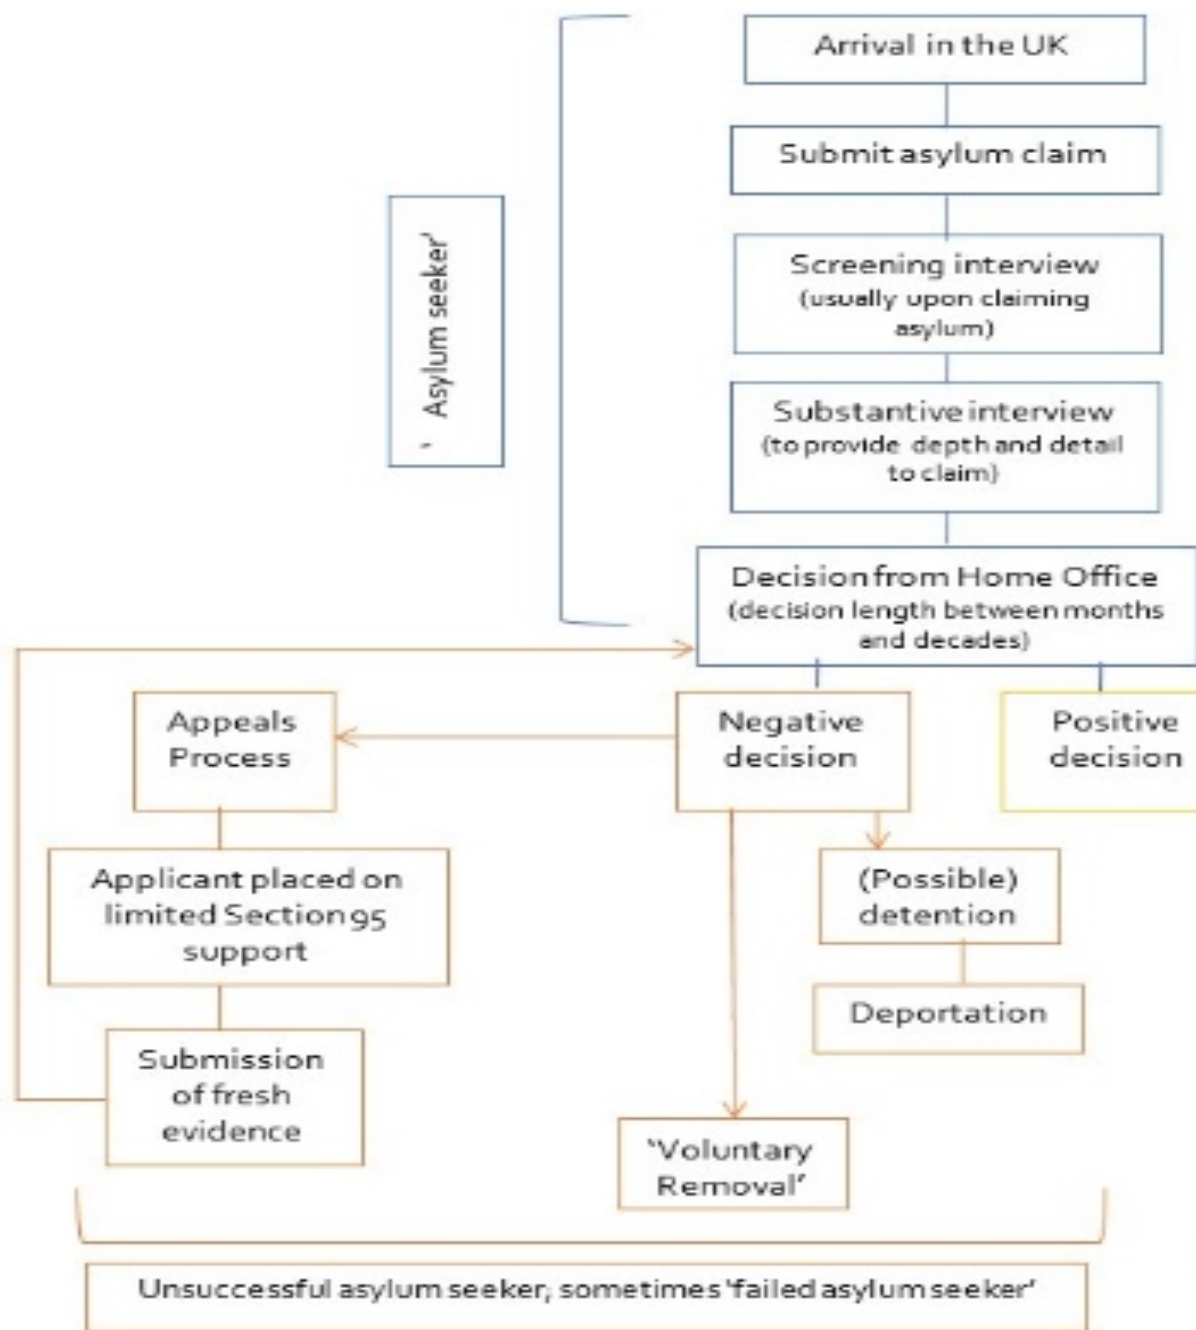 Arrival in the UK
Submit asylum claim
‘ Asylum seeker’
Screening interview
(usually upon claiming
asylum)
Substantive interview
(to provide depth and detail
to claim)
Decision from Home Office
(decision length between months
and decades)
Appeals
Process
Negative
decision
Positive
decision
Applicant placed on
limited Section 95
support
(Possible)
detention
Deportation
Submission
of fresh
evidence
‘Voluntary
Removal’
Unsuccessful asylum seeker; sometimes ‘failed asylum seeker’